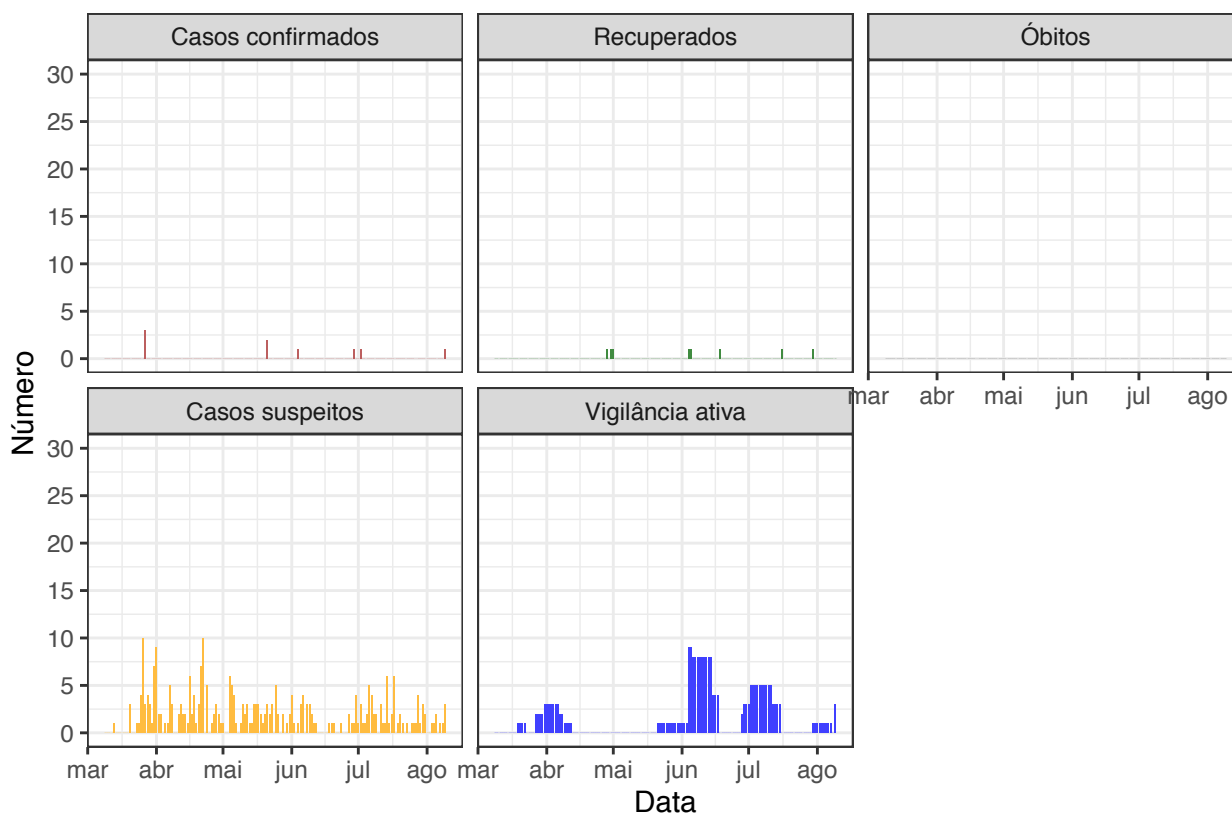 Casos confirmados
Recuperados
Óbitos
30
25
20
15
10
5
0
mar abr mai jun jul ago
Casos suspeitos
Vigilância ativa
30
25
20
15
10
5
0
mar abr mai jun jul ago
mar abr mai jun jul ago
Número
Data